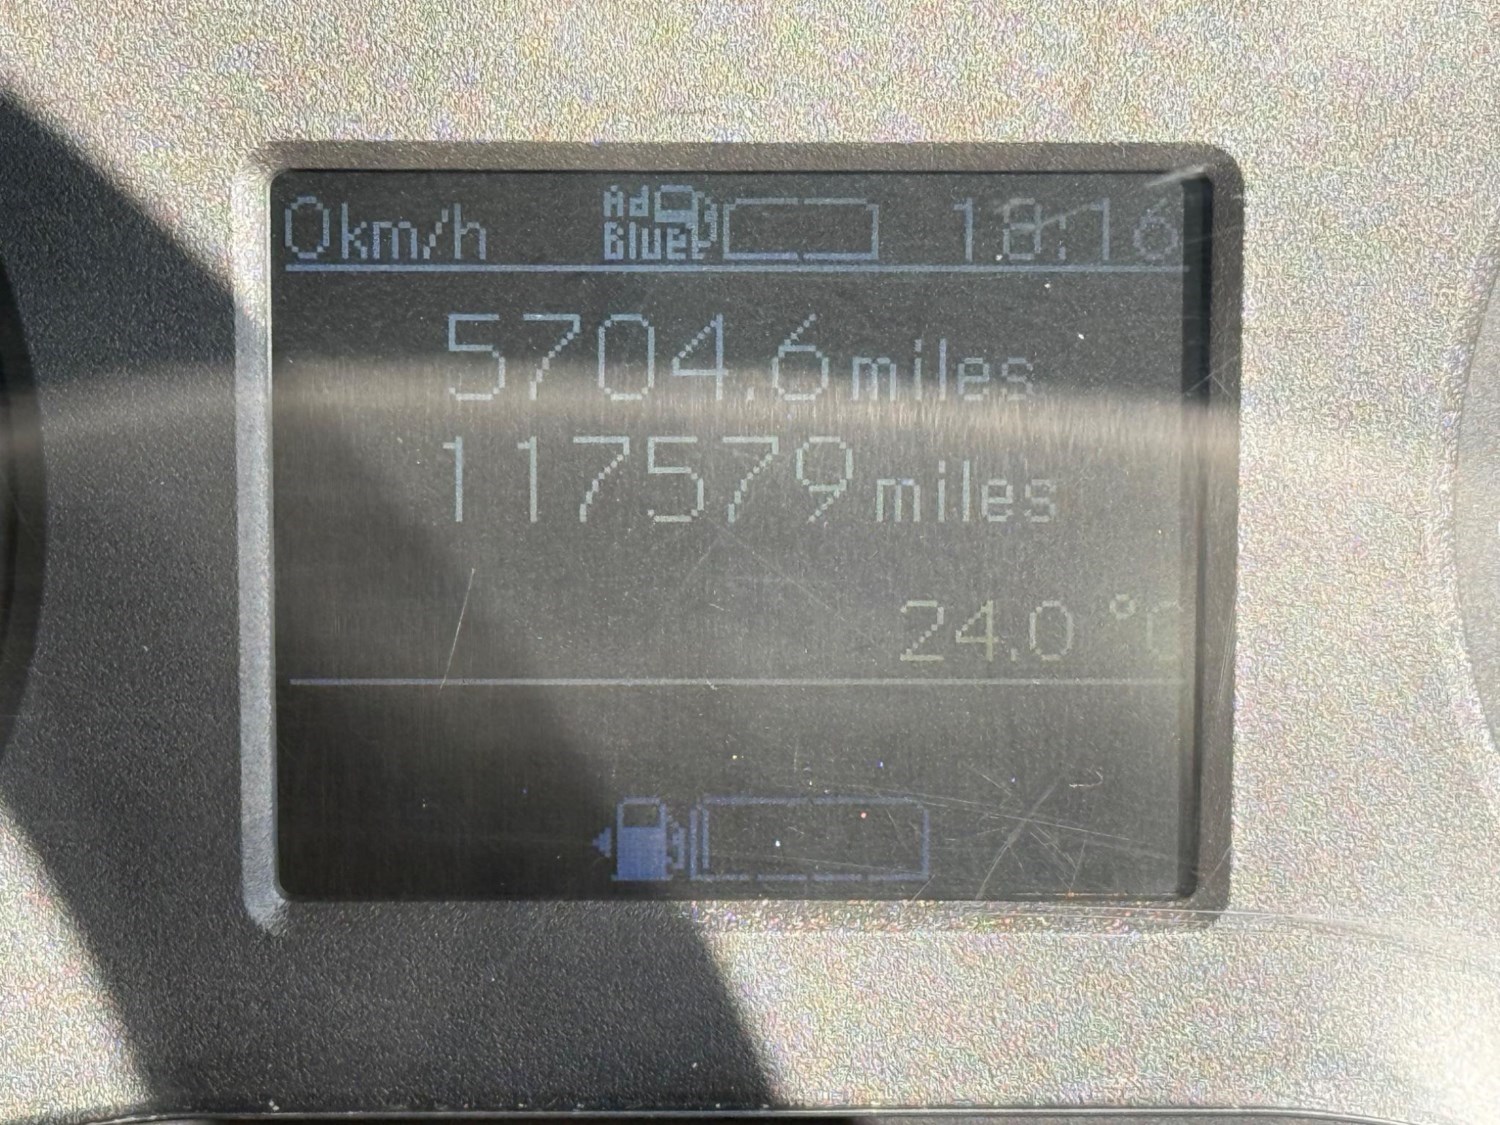 0km/h Ad Blue 18:16
5704.6 miles
117579 miles
24.0 °C